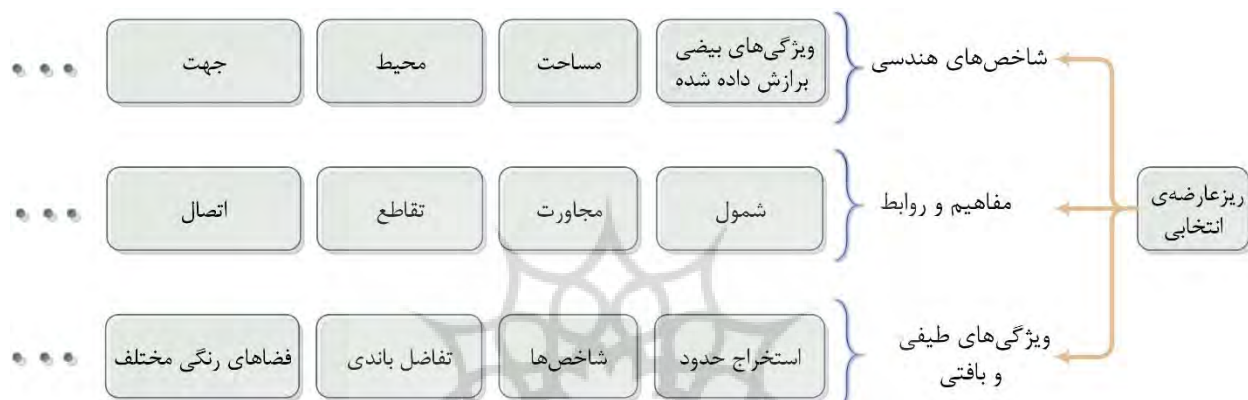 ریزعارضه‌ی
انتخابی
شاخص‌های هندسی
ویژگی‌های بیضی
برازش داده شده
مساحت
محیط
جهت
مفاهیم و روابط
شمول
مجاورت
تقاطع
اتصال
ویژگی‌های طیفی
و بافتی
استخراج حدود
شاخص‌ها
تفاضل باندی
فضاهای رنگی مختلف